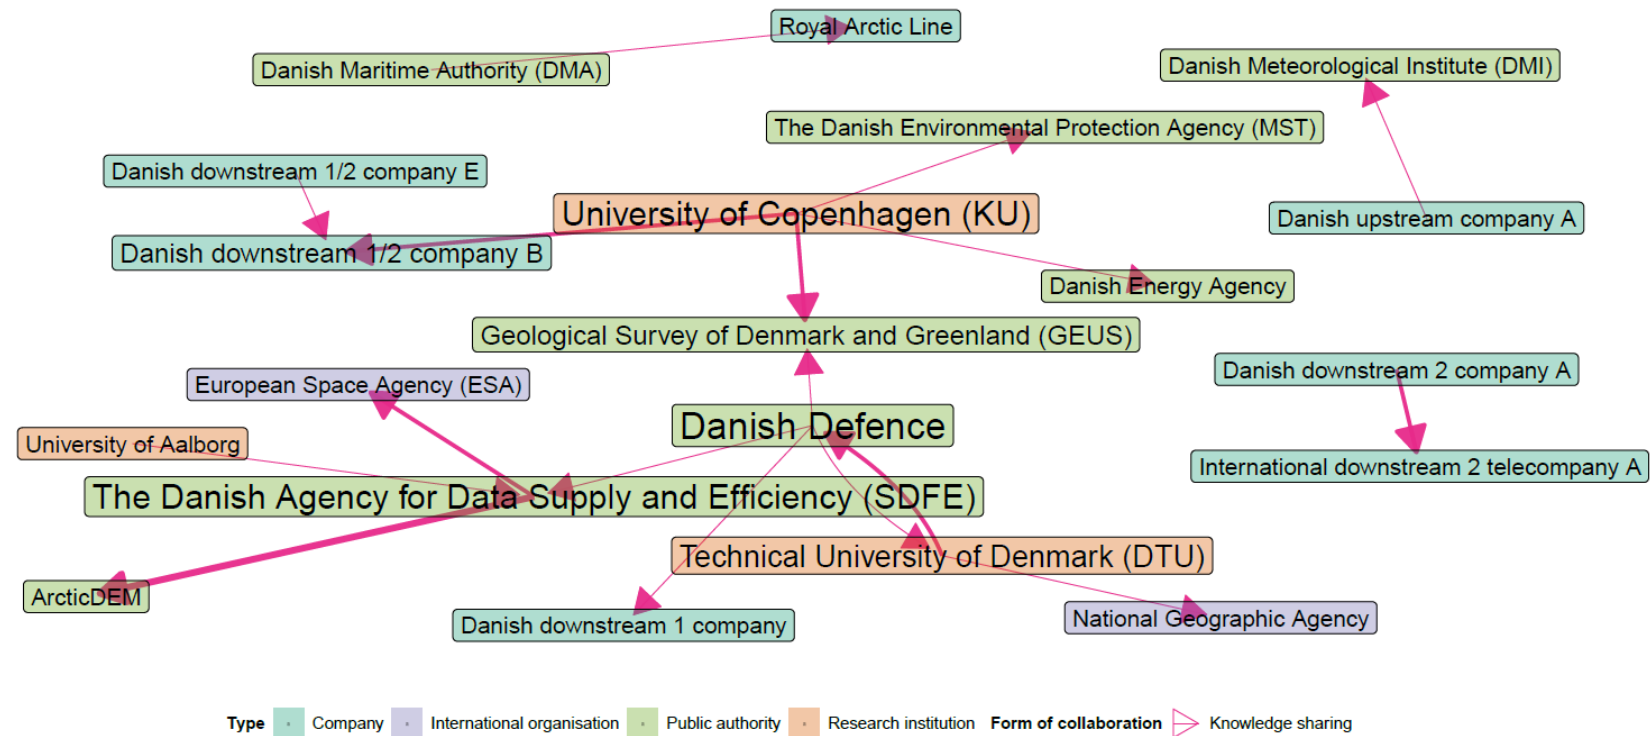 Royal Arctic Line
Danish Maritime Authority (DMA)
Danish Meteorological Institute (DMI)
The Danish Environmental Protection Agency (MST)
Danish downstream 1/2 company E
University of Copenhagen (KU)
Danish upstream company A
Danish downstream 1/2 company B
Danish Energy Agency
Geological Survey of Denmark and Greenland (GEUS)
Danish downstream 2 company A
European Space Agency (ESA)
Danish Defence
University of Aalborg
International downstream 2 telecompany A
The Danish Agency for Data Supply and Efficiency (SDFE)
Technical University of Denmark (DTU)
ArcticDEM
National Geographic Agency
Danish downstream 1 company
Type Company International organisation Public authority Research institution Form of collaboration Knowledge sharing